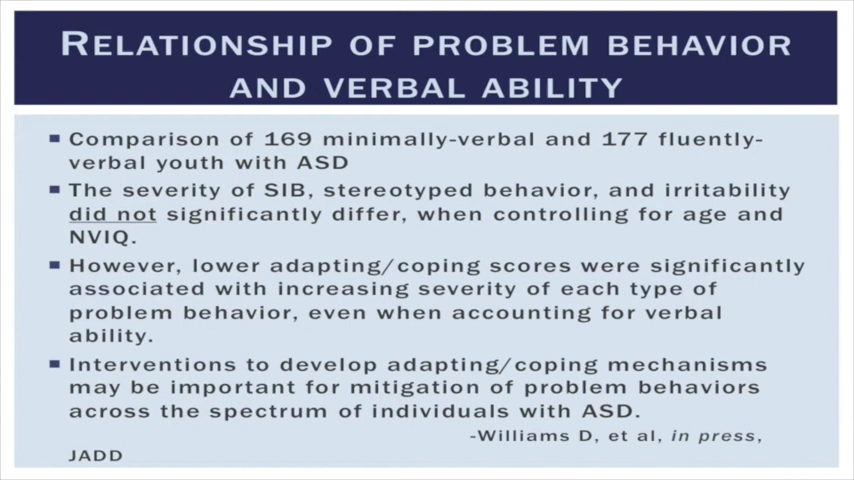 RELATIONSHIP OF PROBLEM BEHAVIOR
AND VERBAL ABILITY
▪ Comparison of 169 minimally-verbal and 177 fluently-
verbal youth with ASD
▪ The severity of SIB, stereotyped behavior, and irritability
did not significantly differ, when controlling for age and
NVIQ.
▪ However, lower adapting/coping scores were significantly
associated with increasing severity of each type of
problem behavior, even when accounting for verbal
ability.
▪ Interventions to develop adapting/coping mechanisms
may be important for mitigation of problem behaviors
across the spectrum of individuals with ASD.
-Williams D, et al, in press,
JADD